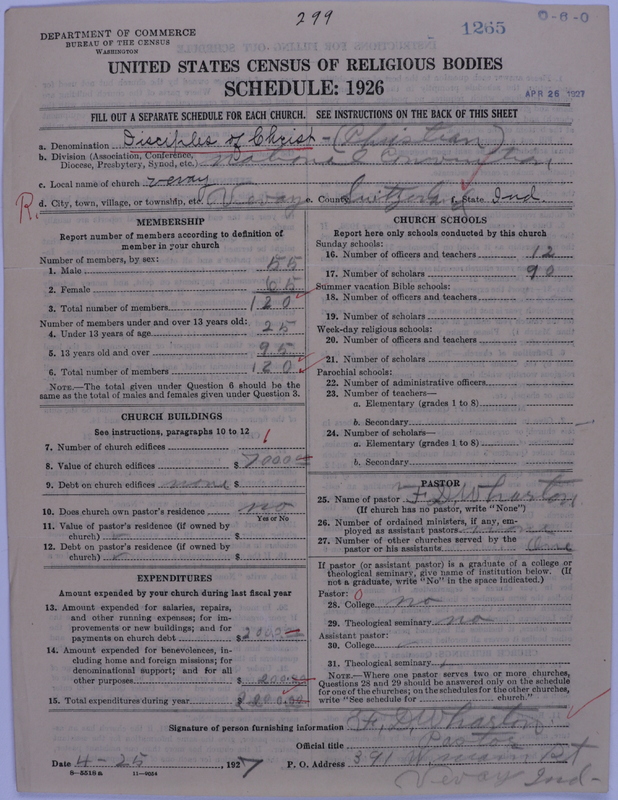 299
1265
0-6-0
DEPARTMENT OF COMMERCE
BUREAU OF THE CENSUS
WASHINGTON
UNITED STATES CENSUS OF RELIGIOUS BODIES
SCHEDULE: 1926
APR 26 1927
FILL OUT A SEPARATE SCHEDULE FOR EACH CHURCH. SEE INSTRUCTIONS ON THE BACK OF THIS SHEET
a. Denomination Disciples of Christ - (Christian)
b. Division (Association, Conference,
Diocese, Presbytery, Synod, etc.) National Convention
c. Local name of church Vevay
R. d. City, town, village, or township, etc. Vevay e. County Switzerland f. State Ind.
MEMBERSHIP
Report number of members according to definition of
member in your church
Number of members, by sex:
1. Male 55
2. Female 65
3. Total number of members 120
Number of members under and over 13 years old:
4. Under 13 years of age 25
5. 13 years old and over 95
6. Total number of members 120
NOTE.—The total given under Question 6 should be the
same as the total of males and females given under Question 3.
CHURCH BUILDINGS
See instructions, paragraphs 10 to 12
7. Number of church edifices 1
8. Value of church edifices $ 7000
9. Debt on church edifices none $
10. Does church own pastor's residence no
Yes or No
11. Value of pastor's residence (if owned by
church) $
12. Debt on pastor's residence (if owned by
church) $
EXPENDITURES
Amount expended by your church during last fiscal year
13. Amount expended for salaries, repairs,
and other running expenses; for im-
provements or new buildings; and for
payments on church debt $ 2000
14. Amount expended for benevolences, in-
cluding home and foreign missions; for
denominational support; and for all
other purposes $ 200.00
15. Total expenditures during year $ 2200.00
CHURCH SCHOOLS
Report here only schools conducted by this church
Sunday schools:
16. Number of officers and teachers 12
17. Number of scholars 90
Summer vacation Bible schools:
18. Number of officers and teachers
19. Number of scholars
Week-day religious schools:
20. Number of officers and teachers
21. Number of scholars
Parochial schools:
22. Number of administrative officers
23. Number of teachers—
a. Elementary (grades 1 to 8)
b. Secondary
24. Number of scholars—
a. Elementary (grades 1 to 8)
b. Secondary
PASTOR
25. Name of pastor F. D. Wharton
(If church has no pastor, write "None")
26. Number of ordained ministers, if any, em-
ployed as assistant pastors
27. Number of other churches served by the
pastor or his assistants One
If pastor (or assistant pastor) is a graduate of a college or
theological seminary, give name of institution below. (If
not a graduate, write "No" in the space indicated.)
Pastor: 0
28. College no
29. Theological seminary no
Assistant pastor:
30. College
31. Theological seminary
NOTE.—Where one pastor serves two or more churches,
Questions 28 and 29 should be answered only on the schedule
for one of the churches; on the schedules for the other churches,
write "See schedule for church."
Signature of person furnishing information F. D. Wharton
Official title Pastor
Date 4-25, 1927 P. O. Address 391
8—5518a 11—9054
Vevay Ind-